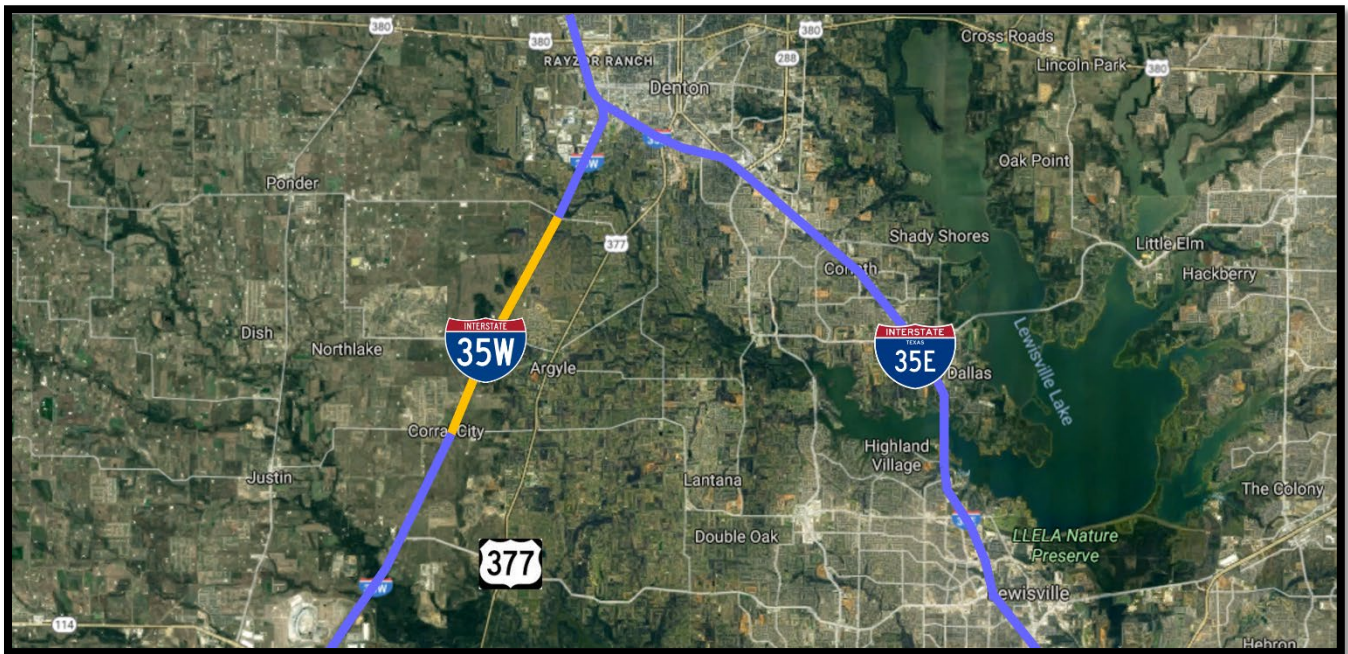 380
380
380
Cross Roads
RAYZOR RANCH
Lincoln Park
380
288
Denton
35W
Oak Point
Ponder
Shady Shores
377
Little Elm
Corinth
Hackberry
Dish
INTERSTATE
35W
Northlake
Argyle
INTERSTATE
TEXAS
35E
Dallas
Lewisville Lake
Corral City
Highland
Village
Justin
Lantana
The Colony
Double Oak
LLELA Nature
Preserve
377
Lewisville
114
Hebron